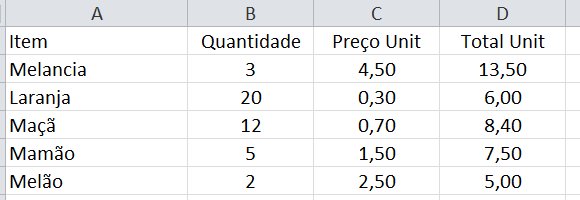 A B C D
Item Quantidade Preço Unit Total Unit
Melancia 3 4,50 13,50
Laranja 20 0,30 6,00
Maçã 12 0,70 8,40
Mamão 5 1,50 7,50
Melão 2 2,50 5,00